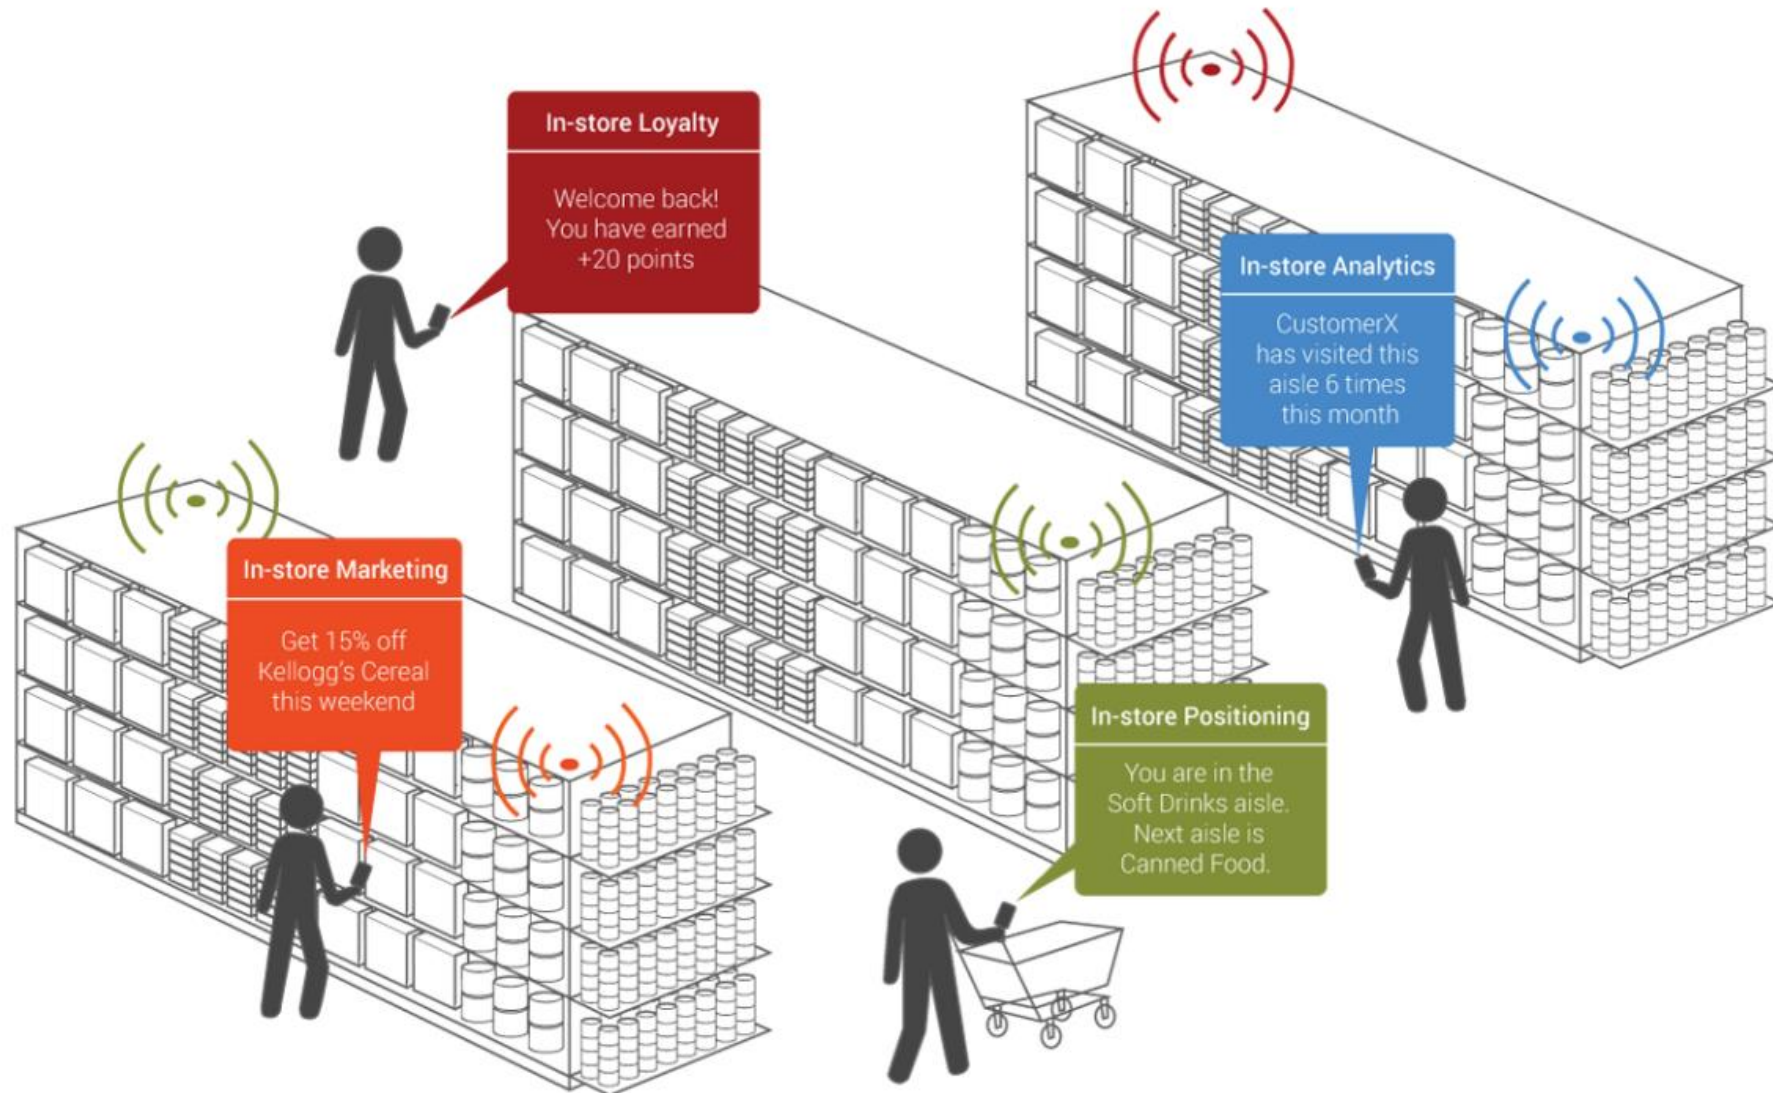 In-store Loyalty
Welcome back!
You have earned
+20 points
In-store Analytics
CustomerX
has visited this
aisle 6 times
this month
In-store Marketing
Get 15% off
Kellogg's Cereal
this weekend
In-store Positioning
You are in the
Soft Drinks aisle.
Next aisle is
Canned Food.